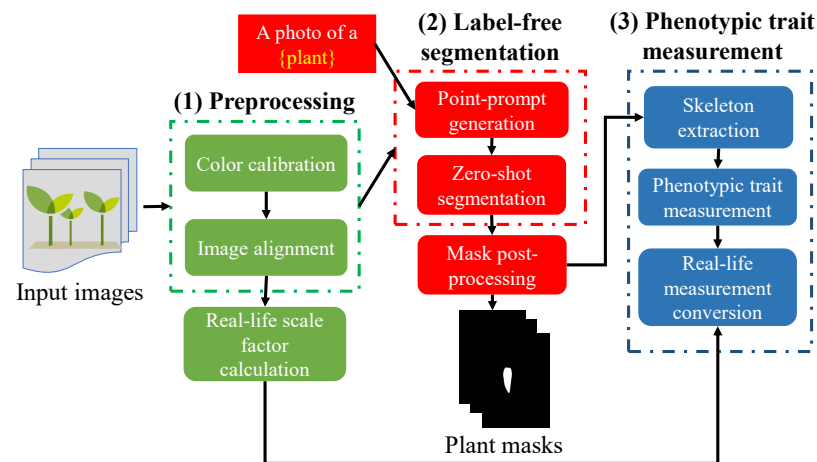 A photo of a
{plant}
(2) Label-free
segmentation
(3) Phenotypic trait
measurement
(1) Preprocessing
Color calibration
Image alignment
Input images
Real-life scale
factor
calculation
Point-prompt
generation
Zero-shot
segmentation
Mask post-
processing
Plant masks
Skeleton
extraction
Phenotypic trait
measurement
Real-life
measurement
conversion